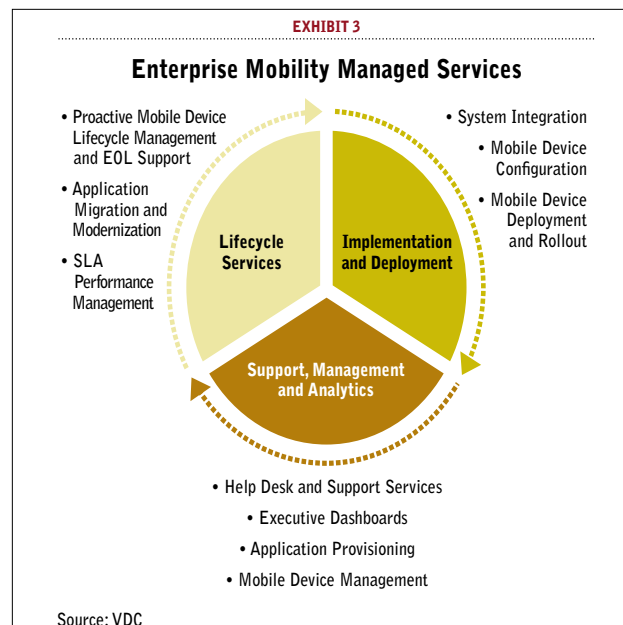 EXHIBIT 3
Enterprise Mobility Managed Services
• Proactive Mobile Device
Lifecycle Management
and EOL Support
• Application
Migration and
Modernization
• SLA
Performance
Management
• System Integration
• Mobile Device
Configuration
• Mobile Device
Deployment
and Rollout
Lifecycle
Services
Implementation
and Deployment
Support, Management
and Analytics
• Help Desk and Support Services
• Executive Dashboards
• Application Provisioning
• Mobile Device Management
Source: VDC